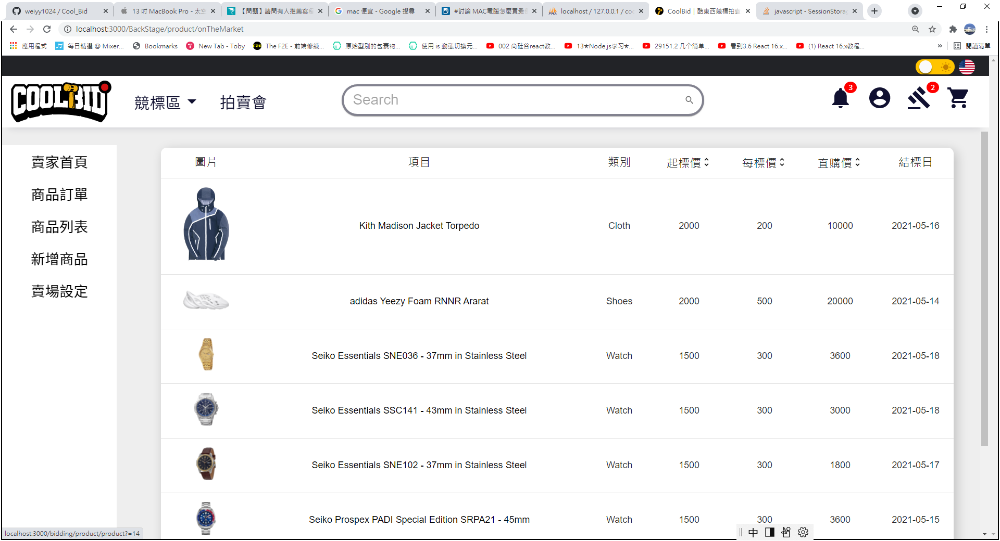 weiyy1024 / Cool_Bid
13 吋 MacBook Pro - 太空
【問題】請問有人推薦寫程
mac 便宜 - Google 搜尋
#討論 MAC電腦怎麼買最
localhost / 127.0.0.1 / coo
CoolBid | 酷東西競標拍賣
javascript - SessionStorag
localhost:3000/BackStage/product/onTheMarket
應用程式
每日精選 @ Mixer...
Bookmarks
New Tab - Toby
The F2E - 前端修練...
原始型別的包裹物...
使用 is 動態切換元...
002 尚硅谷react教...
13★Node.js学习★...
29151.2 几个简单...
看到3.6 React 16.x...
(1) React 16.x教程...
»
閱讀清單
COOLBID
競標區
拍賣會
Search
3
2
賣家首頁
商品訂單
商品列表
新增商品
賣場設定
圖片 項目 類別 起標價 每標價 直購價 結標日
Kith Madison Jacket Torpedo Cloth 2000 200 10000 2021-05-16
adidas Yeezy Foam RNNR Ararat Shoes 2000 500 20000 2021-05-14
Seiko Essentials SNE036 - 37mm in Stainless Steel Watch 1500 300 3600 2021-05-18
Seiko Essentials SSC141 - 43mm in Stainless Steel Watch 1500 300 3000 2021-05-18
Seiko Essentials SNE102 - 37mm in Stainless Steel Watch 1500 300 1800 2021-05-17
Seiko Prospex PADI Special Edition SRPA21 - 45mm Watch 1500 300 3600 2021-05-15
localhost:3000/bidding/product/product?=14
中